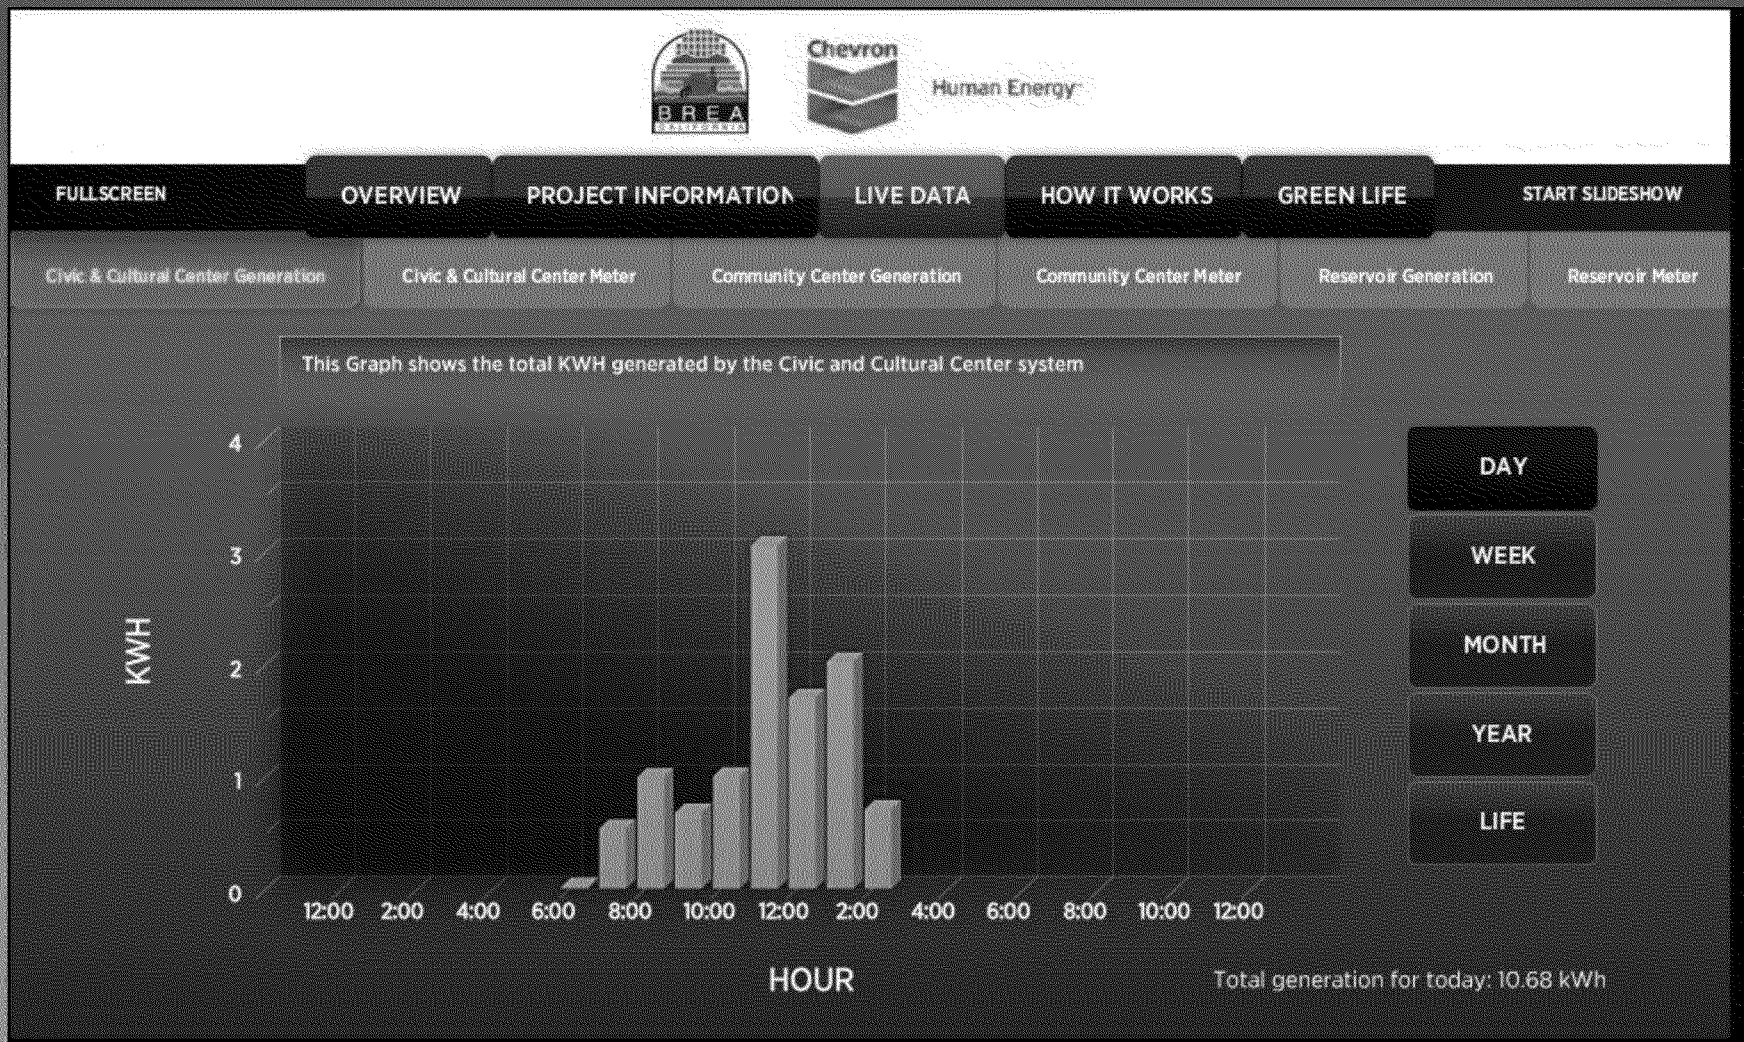 BREA
CALIFORNIA
Chevron
Human Energy
FULLSCREEN
OVERVIEW
PROJECT INFORMATION
LIVE DATA
HOW IT WORKS
GREEN LIFE
START SLIDESHOW
Civic & Cultural Center Generation
Civic & Cultural Center Meter
Community Center Generation
Community Center Meter
Reservoir Generation
Reservoir Meter
This Graph shows the total KWH generated by the Civic and Cultural Center system
4
3
2
1
0
KWH
12:00 2:00 4:00 6:00 8:00 10:00 12:00 2:00 4:00 6:00 8:00 10:00 12:00
HOUR
DAY
WEEK
MONTH
YEAR
LIFE
Total generation for today: 10.68 kWh